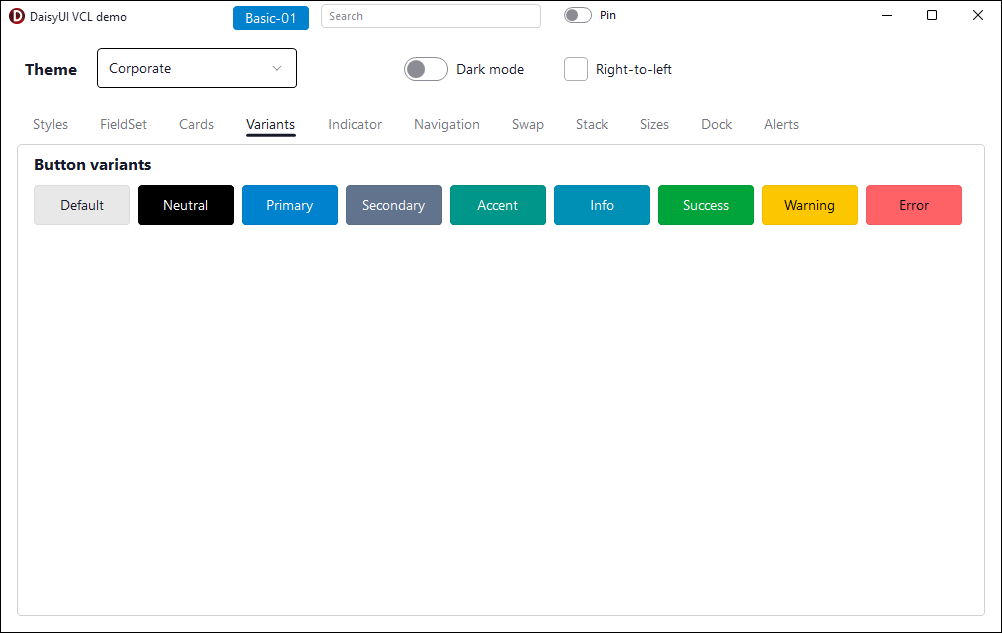 DaisyUI VCL demo Basic-01 Search Pin
Theme Corporate Dark mode Right-to-left
Styles FieldSet Cards Variants Indicator Navigation Swap Stack Sizes Dock Alerts
Button variants
Default Neutral Primary Secondary Accent Info Success Warning Error